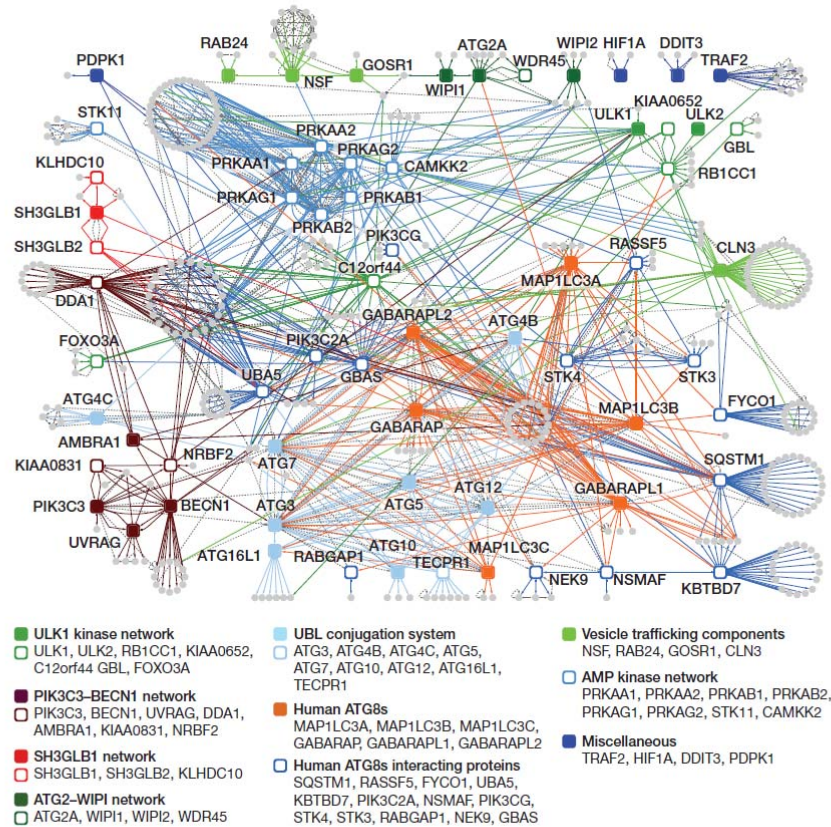 RAB24
NSF
GOSR1
ATG2A
WIPI1
WDR45
WIPI2
HIF1A
DDIT3
TRAF2
PDPK1
STK11
KIAA0652
ULK1
ULK2
GBL
RB1CC1
PRKAA2
PRKAG2
PRKAA1
CAMKK2
PRKAG1
PRKAB1
PRKAB2
KLHDC10
SH3GLB1
SH3GLB2
PIK3CG
RASSF5
CLN3
C12orf44
MAP1LC3A
DDA1
GABARAPL2
ATG4B
FOXO3A
PIK3C2A
UBA5
GBAS
STK4
STK3
ATG4C
GABARAP
MAP1LC3B
FYCO1
AMBRA1
NRBF2
KIAA0831
ATG7
SQSTM1
PIK3C3
BECN1
ATG5
ATG12
GABARAPL1
UVRAG
ATG3
ATG16L1
RABGAP1
ATG10
TECPR1
MAP1LC3C
NEK9
NSMAF
KBTBD7
ULK1 kinase network
ULK1, ULK2, RB1CC1, KIAA0652,
C12orf44 GBL, FOXO3A
PIK3C3–BECN1 network
PIK3C3, BECN1, UVRAG, DDA1,
AMBRA1, KIAA0831, NRBF2
SH3GLB1 network
SH3GLB1, SH3GLB2, KLHDC10
ATG2–WIPI network
ATG2A, WIPI1, WIPI2, WDR45
UBL conjugation system
ATG3, ATG4B, ATG4C, ATG5,
ATG7, ATG10, ATG12, ATG16L1,
TECPR1
Human ATG8s
MAP1LC3A, MAP1LC3B, MAP1LC3C,
GABARAP, GABARAPL1, GABARAPL2
Human ATG8s interacting proteins
SQSTM1, RASSF5, FYCO1, UBA5,
KBTBD7, PIK3C2A, NSMAF, PIK3CG,
STK4, STK3, RABGAP1, NEK9, GBAS
Vesicle trafficking components
NSF, RAB24, GOSR1, CLN3
AMP kinase network
PRKAA1, PRKAA2, PRKAB1, PRKAB2,
PRKAG1, PRKAG2, STK11, CAMKK2
Miscellaneous
TRAF2, HIF1A, DDIT3, PDPK1